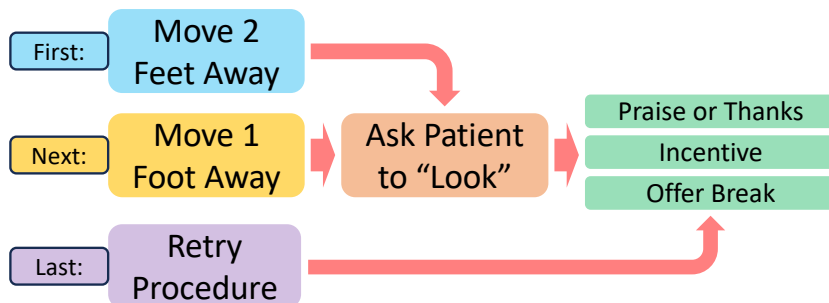 First:
Move 2
Feet Away
Next:
Move 1
Foot Away
Ask Patient
to “Look”
Praise or Thanks
Incentive
Offer Break
Last:
Retry
Procedure